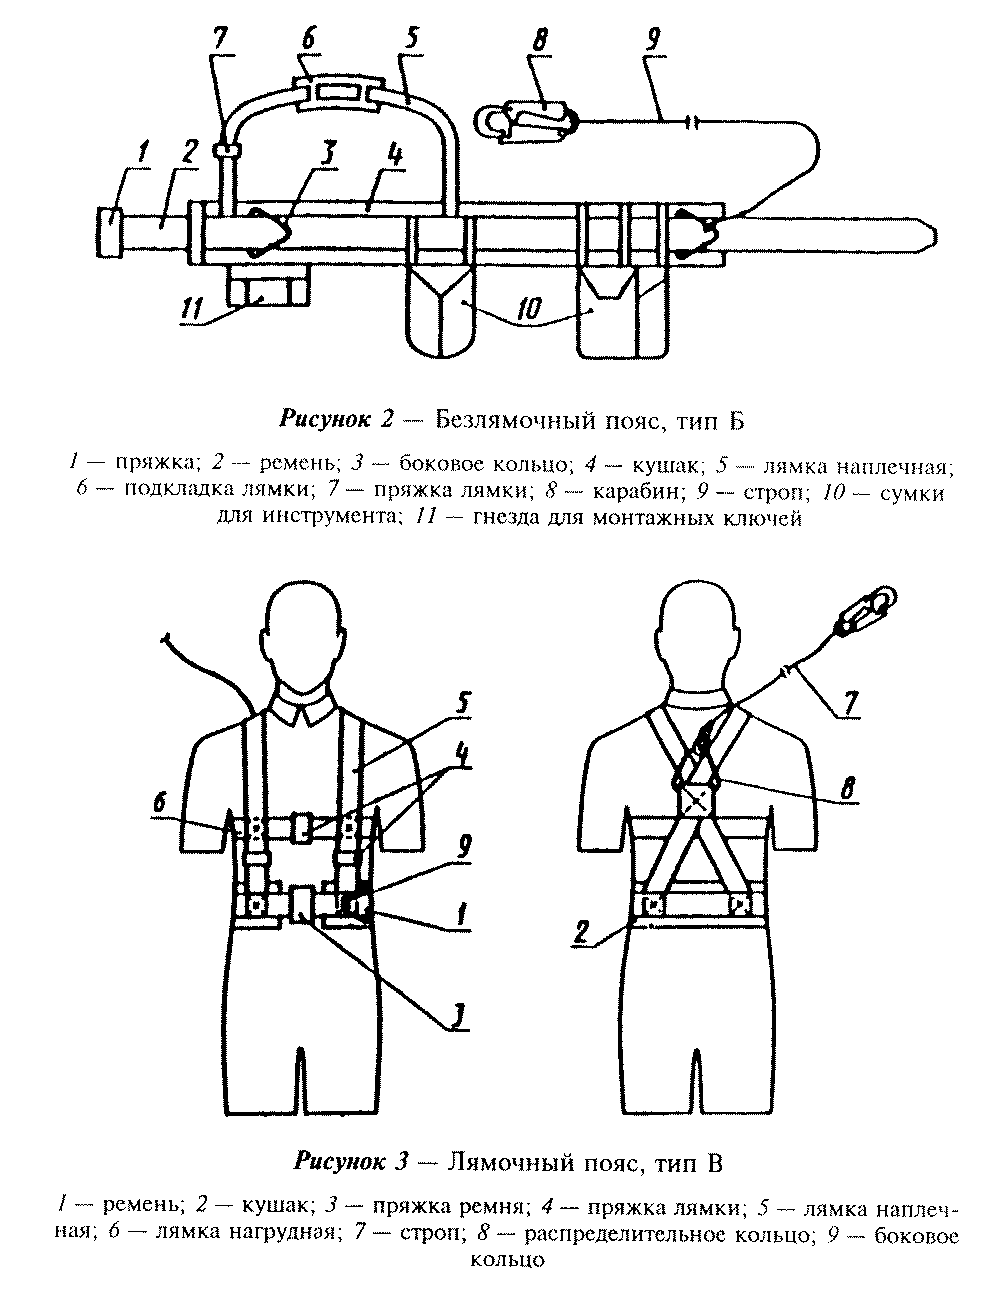 7 6 5 8 9
1 2 3 4
11 10
Рисунок 2 — Безлямочный пояс, тип Б
1 — пряжка; 2 — ремень; 3 — боковое кольцо; 4 — кушак; 5 — лямка наплечная;
6 — подкладка лямки; 7 — пряжка лямки; 8 — карабин; 9 — строп; 10 — сумки
для инструмента; 11 — гнезда для монтажных ключей
5
7
4
6
8
9
1
2
3
Рисунок 3 — Лямочный пояс, тип В
1 — ремень; 2 — кушак; 3 — пряжка ремня; 4 — пряжка лямки; 5 — лямка наплеч-
ная; 6 — лямка нагрудная; 7 — строп; 8 — распределительное кольцо; 9 — боковое
кольцо